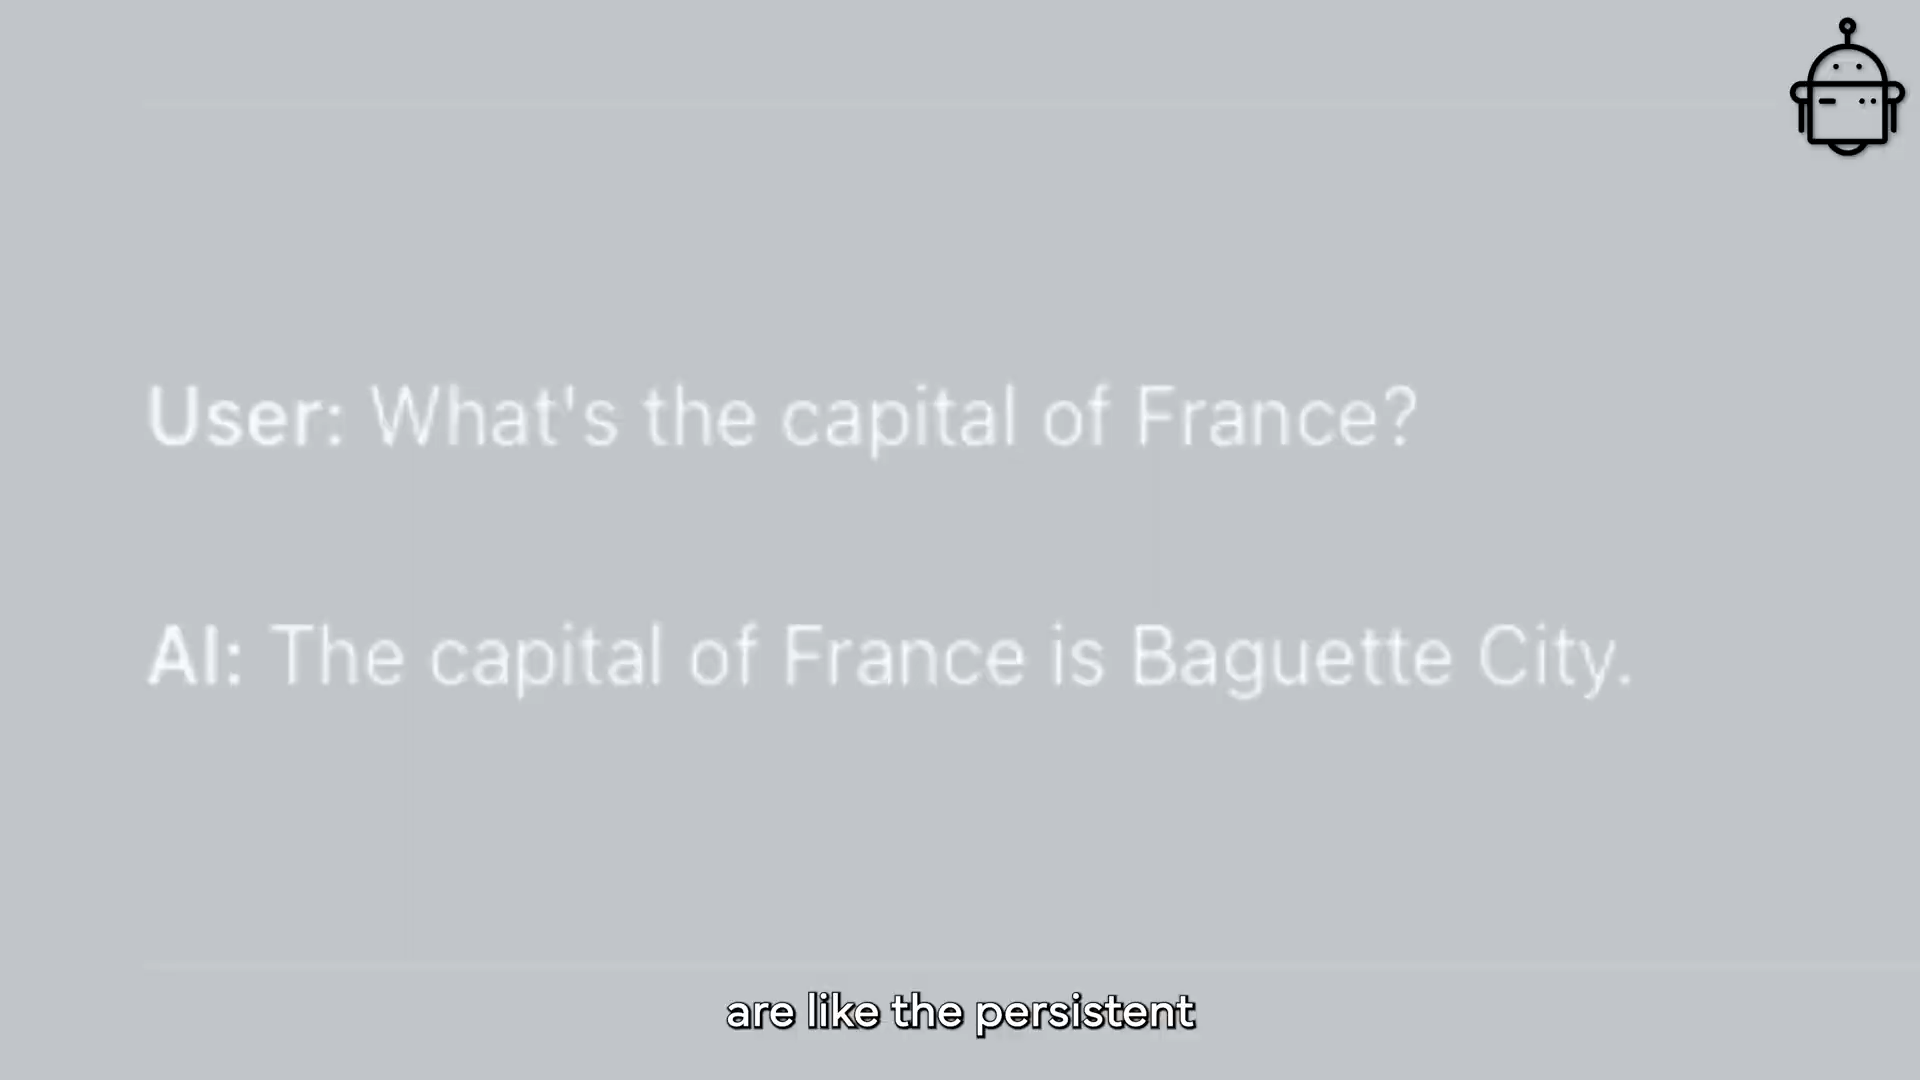 User: What's the capital of France?
AI: The capital of France is Baguette City.
are like the persistent